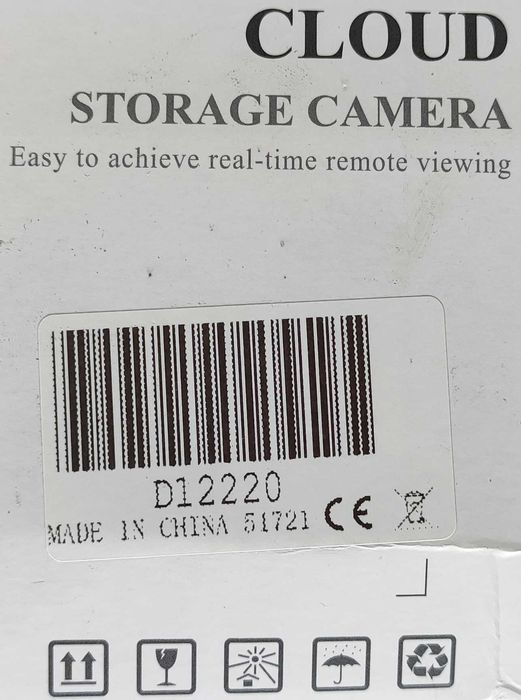 CLOUD
STORAGE CAMERA
Easy to achieve real-time remote viewing
D12220
MADE IN CHINA 51721 CE